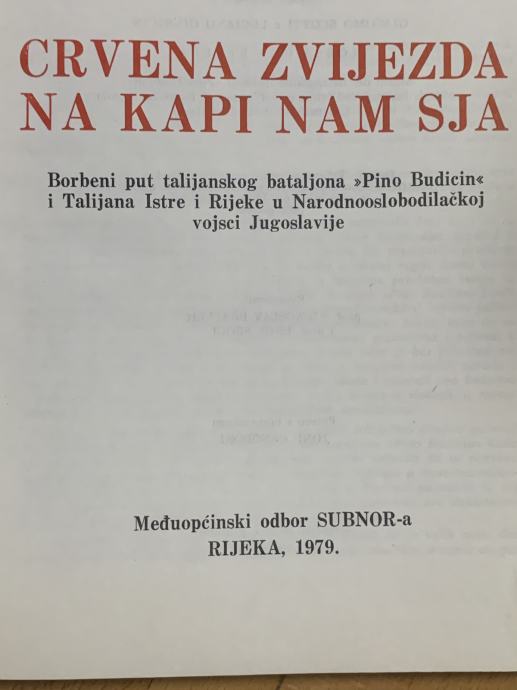 CRVENA ZVIJEZDA
NA KAPI NAM SJA
Borbeni put talijanskog bataljona »Pino Budicin«
i Talijana Istre i Rijeke u Narodnooslobodilačkoj
vojsci Jugoslavije
Međuopćinski odbor SUBNOR-a
RIJEKA, 1979.